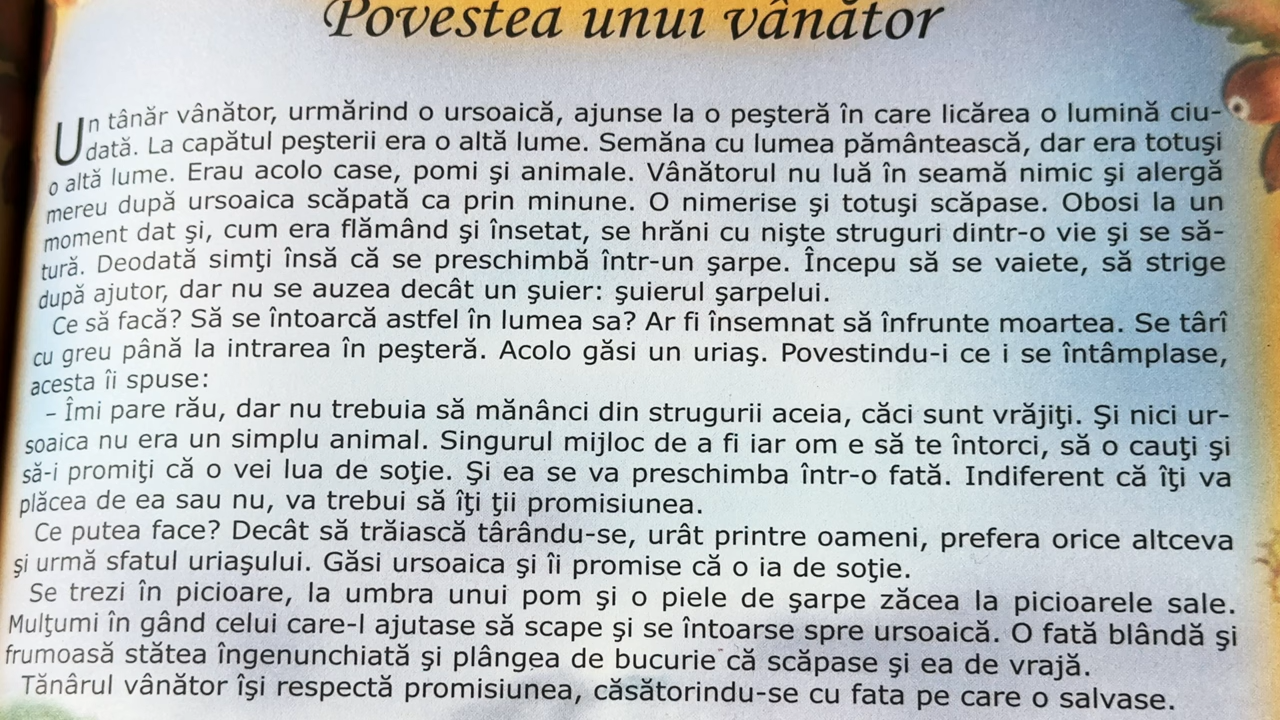 Povestea unui vânător
Un tânăr vânător, urmărind o ursoaică, ajunse la o peşteră în care licărea o lumină ciu-
dată. La capătul peşterii era o altă lume. Semăna cu lumea pământească, dar era totuşi
o altă lume. Erau acolo case, pomi şi animale. Vânătorul nu luă în seamă nimic şi alergă
mereu după ursoaica scăpată ca prin minune. O nimerise şi totuşi scăpase. Obosi la un
moment dat şi, cum era flămând şi însetat, se hrăni cu nişte struguri dintr-o vie şi se să-
tură. Deodată simţi însă că se preschimbă într-un şarpe. Începu să se vaiete, să strige
după ajutor, dar nu se auzea decât un şuier: şuierul şarpelui.
Ce să facă? Să se întoarcă astfel în lumea sa? Ar fi însemnat să înfrunte moartea. Se târî
cu greu până la intrarea în peşteră. Acolo găsi un uriaş. Povestindu-i ce i se întâmplase,
acesta îi spuse:
– Îmi pare rău, dar nu trebuia să mănânci din strugurii aceia, căci sunt vrăjiţi. Şi nici ur-
soaica nu era un simplu animal. Singurul mijloc de a fi iar om e să te întorci, să o cauţi şi
să-i promiţi că o vei lua de soţie. Şi ea se va preschimba într-o fată. Indiferent că îţi va
plăcea de ea sau nu, va trebui să îţi ţii promisiunea.
Ce putea face? Decât să trăiască târându-se, urât printre oameni, prefera orice altceva
şi urmă sfatul uriaşului. Găsi ursoaica şi îi promise că o ia de soţie.
Se trezi în picioare, la umbra unui pom şi o piele de şarpe zăcea la picioarele sale.
Mulţumi în gând celui care-l ajutase să scape şi se întoarse spre ursoaică. O fată blândă şi
frumoasă stătea îngenunchiată şi plângea de bucurie că scăpase şi ea de vrajă.
Tănârul vânător îşi respectă promisiunea, căsătorindu-se cu fata pe care o salvase.